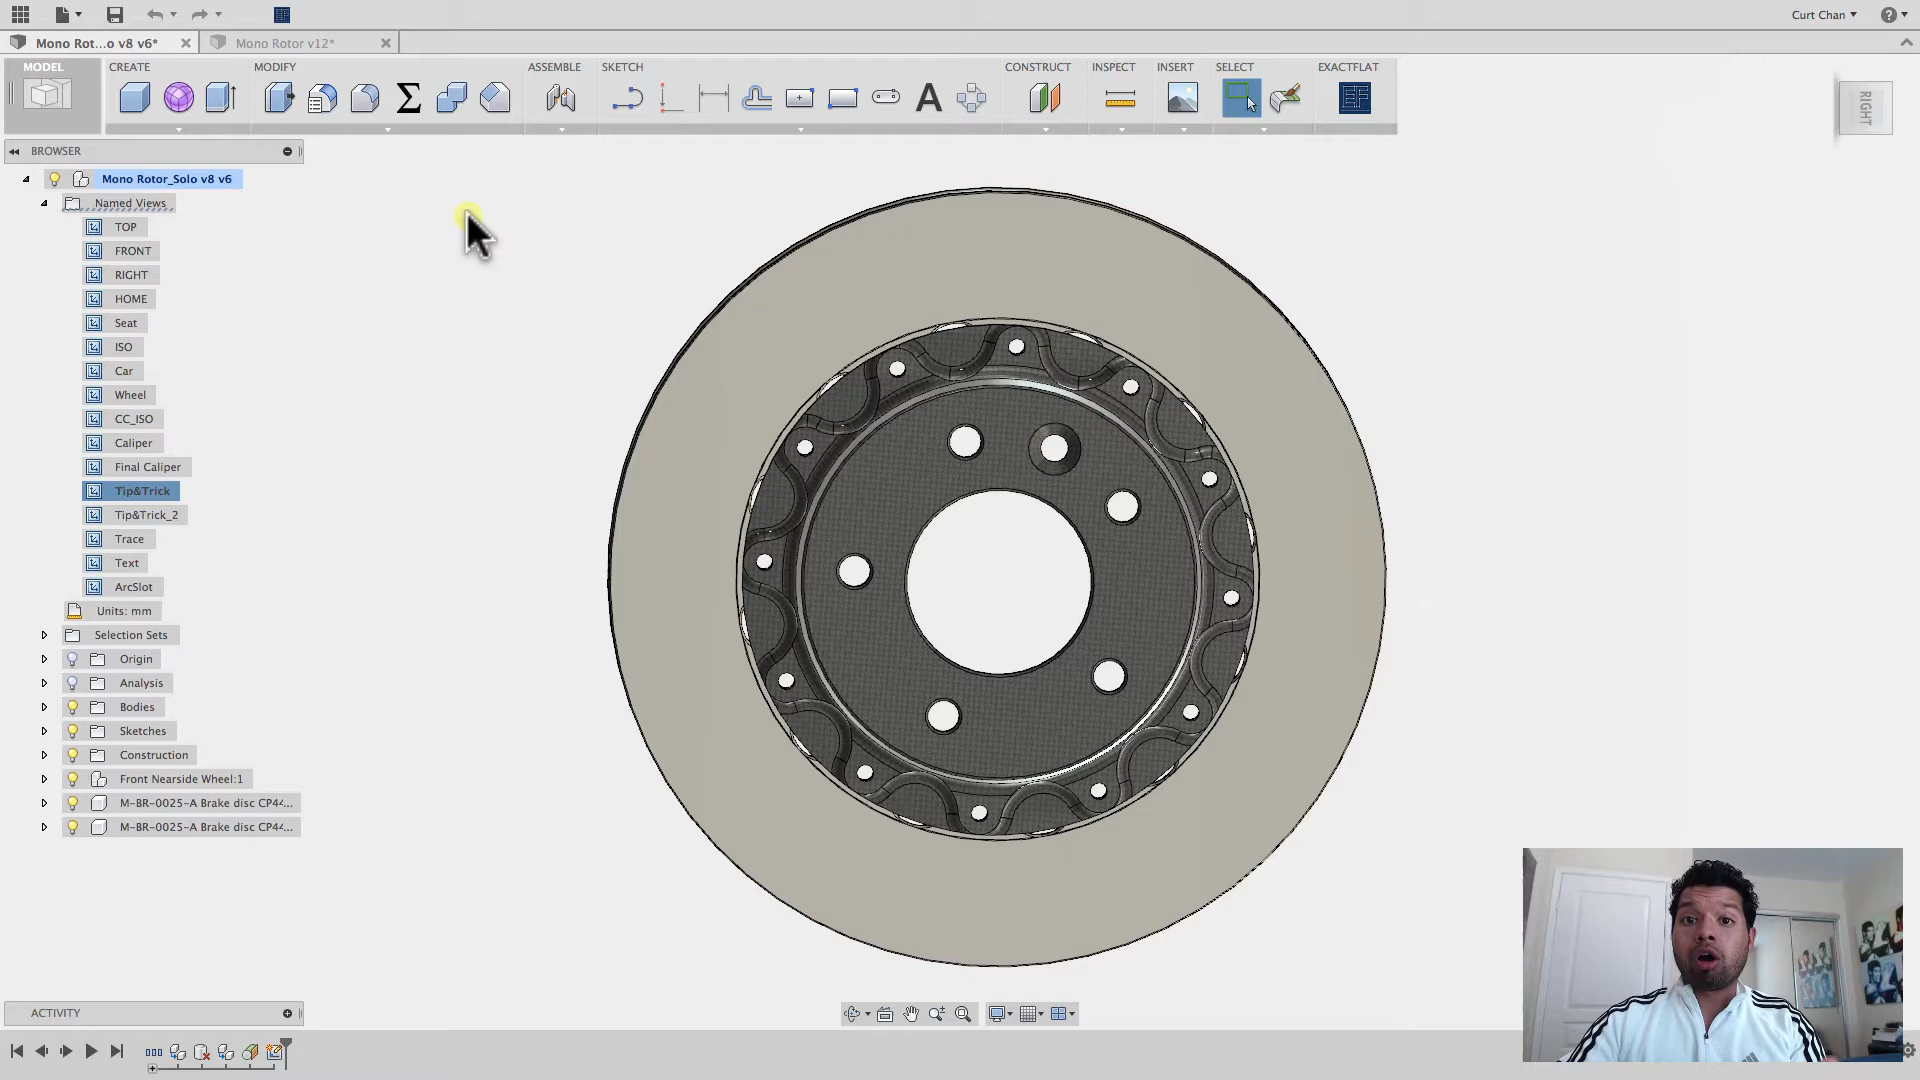 Curt Chan
Mono Rot...o v8 v6*
Mono Rotor v12*
MODEL
CREATE
MODIFY
ASSEMBLE
SKETCH
CONSTRUCT
INSPECT
INSERT
SELECT
EXACTFLAT
RIGHT
BROWSER
Mono Rotor_Solo v8 v6
Named Views
TOP
FRONT
RIGHT
HOME
Seat
ISO
Car
Wheel
CC_ISO
Caliper
Final Caliper
Tip&Trick
Tip&Trick_2
Trace
Text
ArcSlot
Units: mm
Selection Sets
Origin
Analysis
Bodies
Sketches
Construction
Front Nearside Wheel:1
M-BR-0025-A Brake disc CP44...
M-BR-0025-A Brake disc CP44...
ACTIVITY